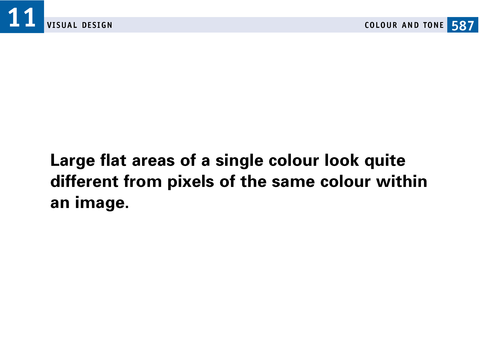 11
VISUAL DESIGN
COLOUR AND TONE
587
Large flat areas of a single colour look quite
different from pixels of the same colour within
an image.